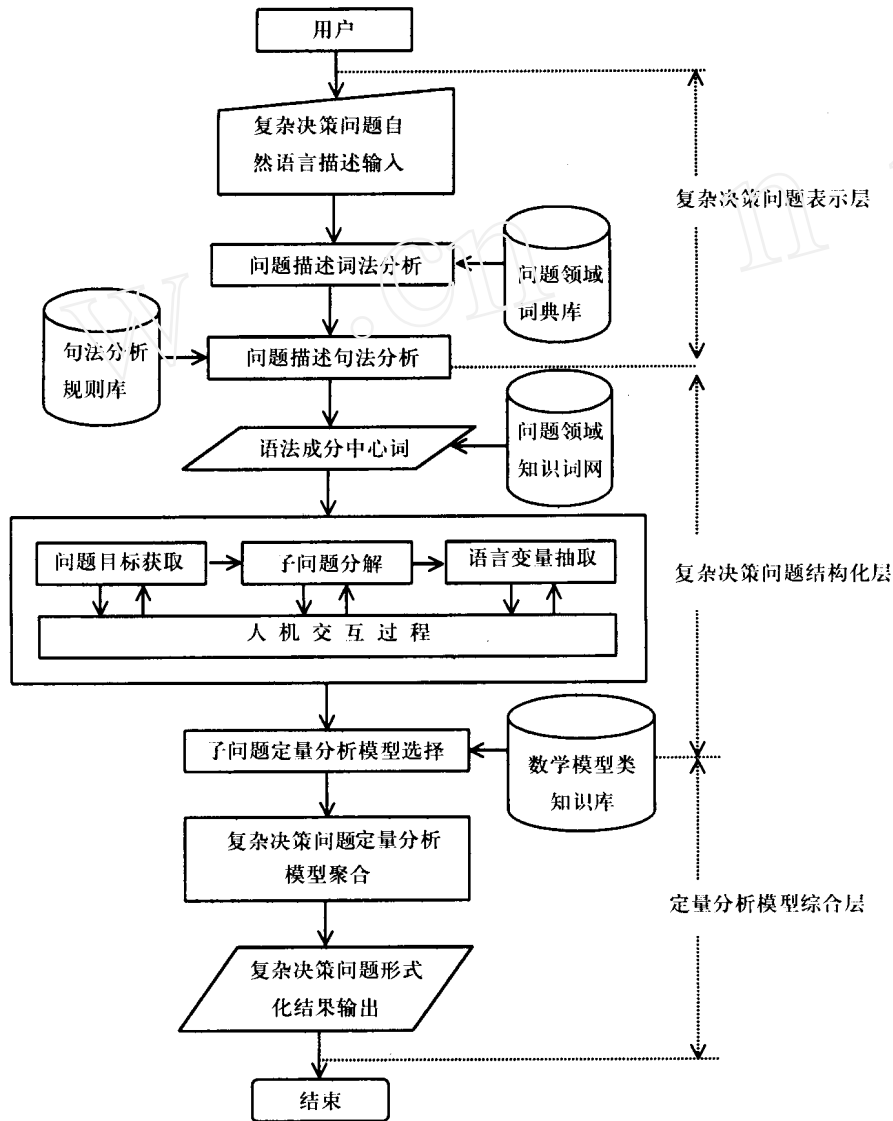 用户
复杂决策问题自
然语言描述输入
复杂决策问题表示层
问题描述词法分析
问题领域
词典库
句法分析
规则库
问题描述句法分析
语法成分中心词
问题领域
知识词网
问题目标获取
子问题分解
语言变量抽取
人机交互过程
复杂决策问题结构化层
子问题定量分析模型选择
数学模型类
知识库
复杂决策问题定量分析
模型聚合
定量分析模型综合层
复杂决策问题形式
化结果输出
结束